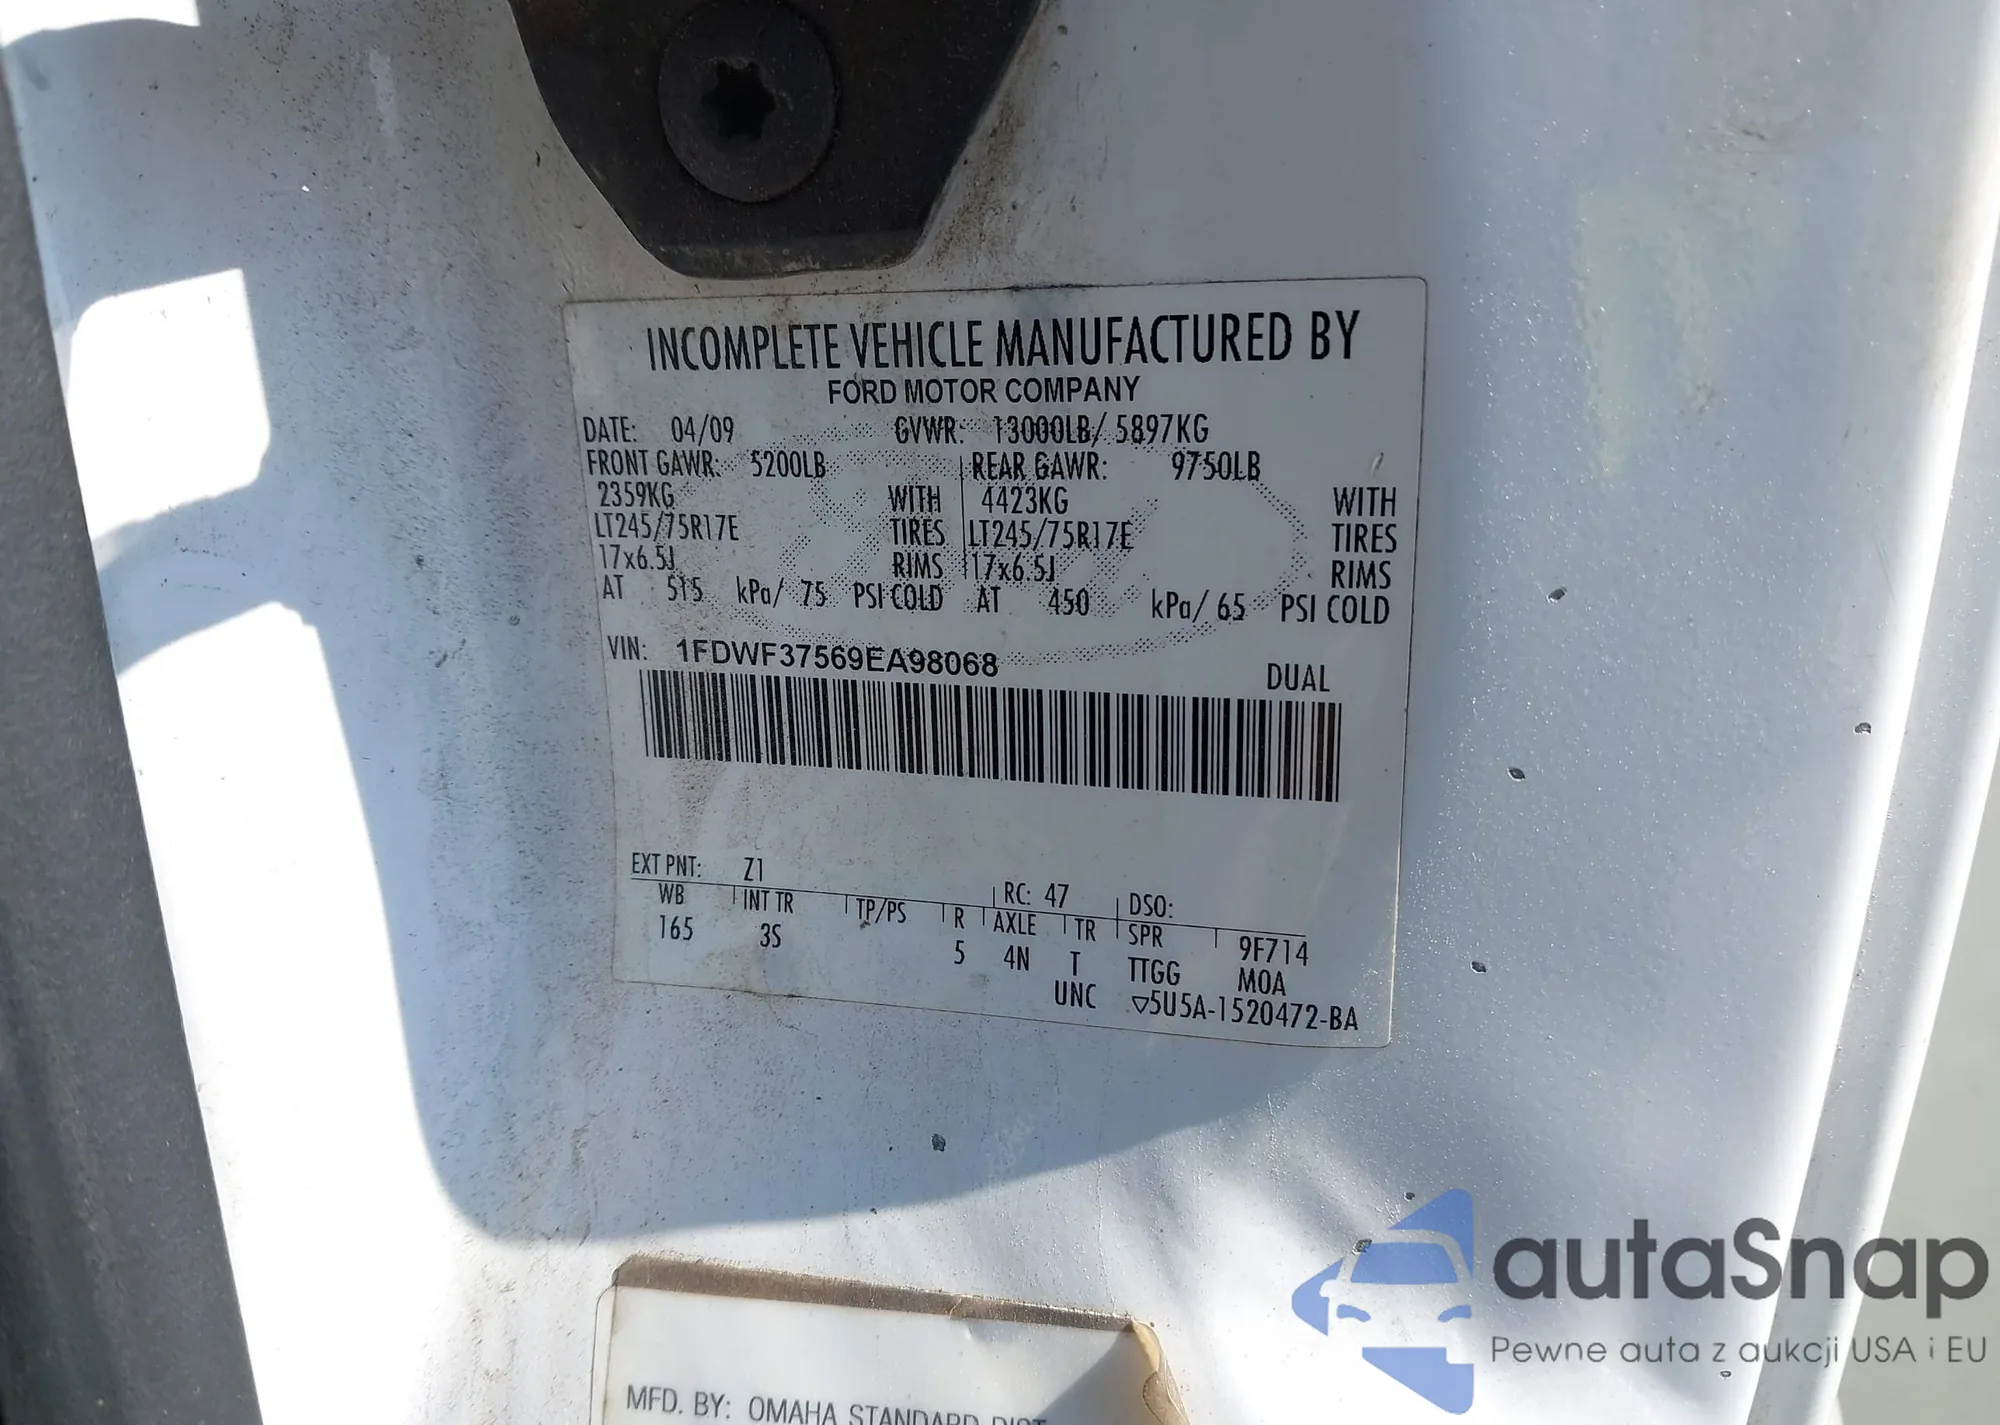 INCOMPLETE VEHICLE MANUFACTURED BY
FORD MOTOR COMPANY
DATE: 04/09 GVWR: 13000LB/ 5897KG
FRONT GAWR: 5200LB REAR GAWR: 9750LB
2359KG WITH 4423KG WITH
LT245/75R17E TIRES LT245/75R17E TIRES
17x6.5J RIMS 17x6.5J RIMS
AT 515 kPa/ 75 PSI COLD AT 450 kPa/ 65 PSI COLD
VIN: 1FDWF37569EA98068
DUAL
EXT PNT: Z1 RC: 47 DSO:
WB INT TR TP/PS R AXLE TR SPR 9F714
165 3S 5 4N T TTGG MOA
UNC ▽5U5A-1520472-BA
MFD. BY: OMAHA STANDARD DIST
autaSnap
Pewne auta z aukcji USA i EU